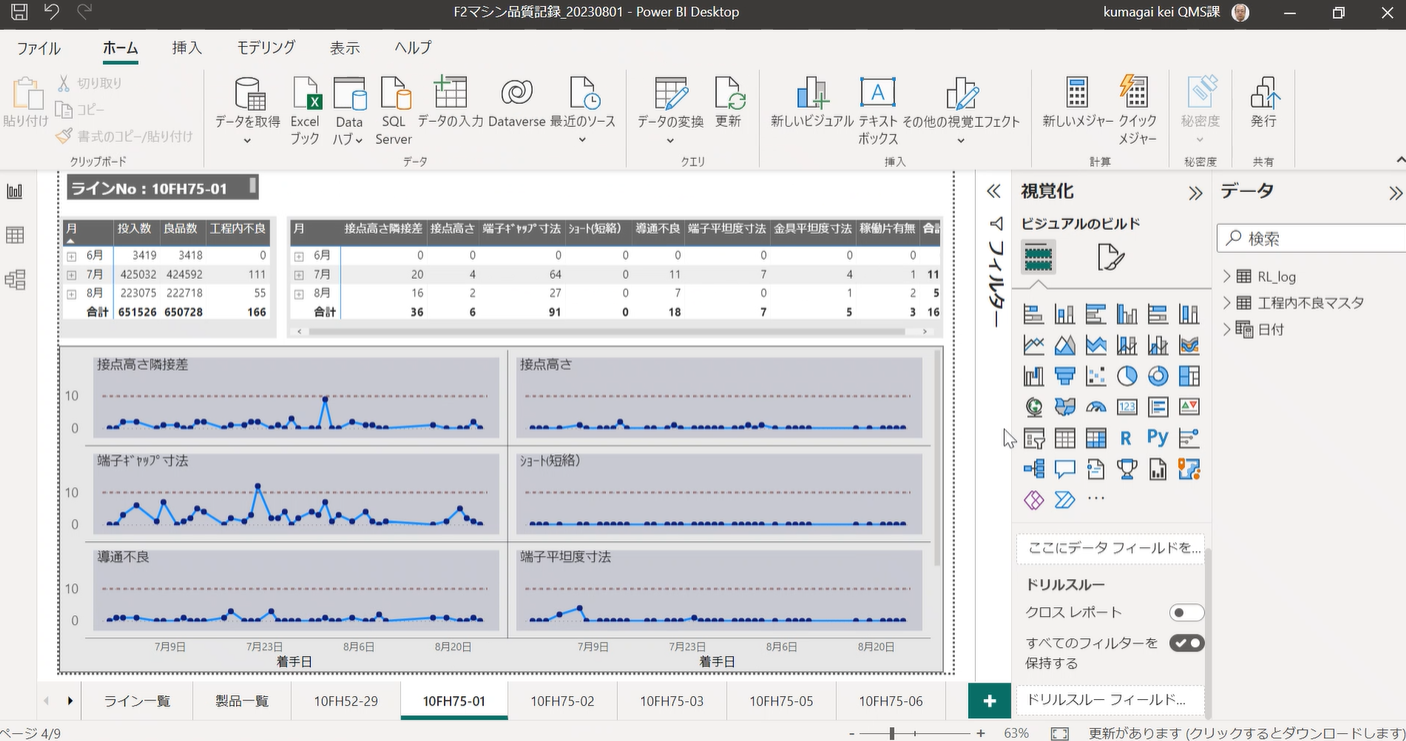 F2マシン品質記録_20230801 - Power BI Desktop
kumagai kei QMS課
ファイル ホーム 挿入 モデリング 表示 ヘルプ
貼り付け
切り取り
コピー
書式のコピー/貼り付け
クリップボード
データを取得
Excel ブック
Data ハブ
SQL Server
データの入力
Dataverse
最近のソース
データ
データの変換
更新
クエリ
新しいビジュアル
テキスト ボックス
その他の視覚エフェクト
挿入
新しいメジャー
クイック メジャー
計算
秘密度
秘密度
発行
共有
ラインNo：10FH75-01
月 投入数 良品数 工程内不良
6月 3419 3418 0
7月 425032 424592 111
8月 223075 222718 55
合計 651526 650728 166
月 接点高さ隣接差 接点高さ 端子ｷﾞｬｯﾌﾟ寸法 ｼｮｰﾄ(短絡) 導通不良 端子平坦度寸法 金具平坦度寸法 稼働片有無 合計
6月 0 0 0 0 0 0 0 0
7月 20 4 64 0 11 7 4 1 11
8月 16 2 27 0 7 0 1 2 5
合計 36 6 91 0 18 7 5 3 16
接点高さ隣接差
10
0
接点高さ
端子ｷﾞｬｯﾌﾟ寸法
10
0
ｼｮｰﾄ(短絡)
導通不良
10
0
端子平坦度寸法
7月9日 7月23日 8月6日 8月20日
着手日
7月9日 7月23日 8月6日 8月20日
着手日
フィルター
視覚化
ビジュアルのビルド
123
R Py
...
ここにデータ フィールドを...
ドリルスルー
クロス レポート
すべてのフィルターを
保持する
ドリルスルー フィールド...
データ
検索
RL_log
工程内不良マスタ
日付
ライン一覧 製品一覧 10FH52-29 10FH75-01 10FH75-02 10FH75-03 10FH75-05 10FH75-06 +
ページ 4/9
- + 63%
更新があります (クリックするとダウンロードします)